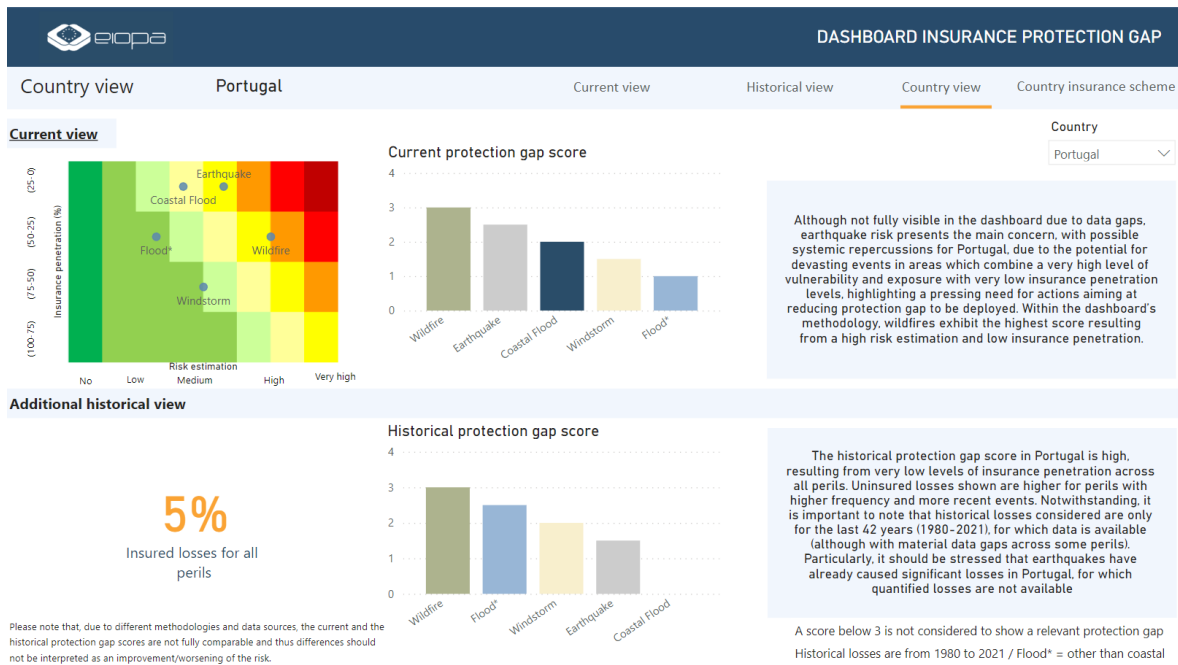 eiopa
DASHBOARD INSURANCE PROTECTION GAP
Country view
Portugal
Current view
Historical view
Country view
Country insurance scheme
Current view
Country
Portugal
Insurance penetration (%)
(25-0)
(50-25)
(75-50)
(100-75)
Earthquake
Coastal Flood
Flood*
Wildfire
Windstorm
Risk estimation
No
Low
Medium
High
Very high
Current protection gap score
4
3
2
1
0
Wildfire
Earthquake
Coastal Flood
Windstorm
Flood*
Although not fully visible in the dashboard due to data gaps,
earthquake risk presents the main concern, with possible
systemic repercussions for Portugal, due to the potential for
devasting events in areas which combine a very high level of
vulnerability and exposure with very low insurance penetration
levels, highlighting a pressing need for actions aiming at
reducing protection gap to be deployed. Within the dashboard's
methodology, wildfires exhibit the highest score resulting
from a high risk estimation and low insurance penetration.
Additional historical view
5%
Insured losses for all
perils
Please note that, due to different methodologies and data sources, the current and the
historical protection gap scores are not fully comparable and thus differences should
not be interpreted as an improvement/worsening of the risk.
Historical protection gap score
4
3
2
1
0
Wildfire
Flood*
Windstorm
Earthquake
Coastal Flood
The historical protection gap score in Portugal is high,
resulting from very low levels of insurance penetration across
all perils. Uninsured losses shown are higher for perils with
higher frequency and more recent events. Notwithstanding, it
is important to note that historical losses considered are only
for the last 42 years (1980-2021), for which data is available
(although with material data gaps across some perils).
Particularly, it should be stressed that earthquakes have
already caused significant losses in Portugal, for which
quantified losses are not available
A score below 3 is not considered to show a relevant protection gap
Historical losses are from 1980 to 2021 / Flood* = other than coastal